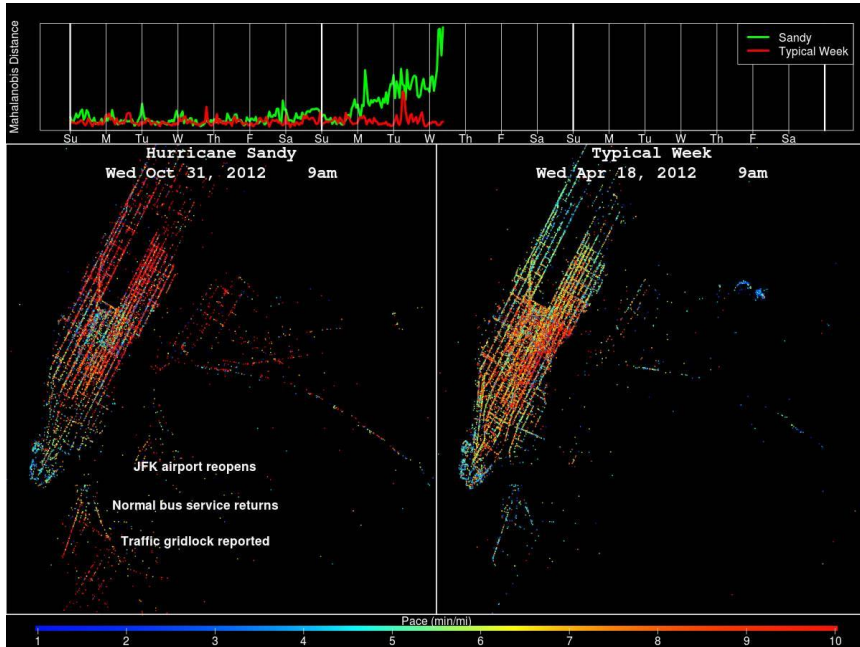 Mahalanobis Distance
Sandy
Typical Week
Su M Tu W Th F Sa Su M Tu W Th F Sa Su M Tu W Th F Sa
Hurricane Sandy
Wed Oct 31, 2012 9am
Typical Week
Wed Apr 18, 2012 9am
JFK airport reopens
Normal bus service returns
Traffic gridlock reported
Pace (min/mi)
1 2 3 4 5 6 7 8 9 10